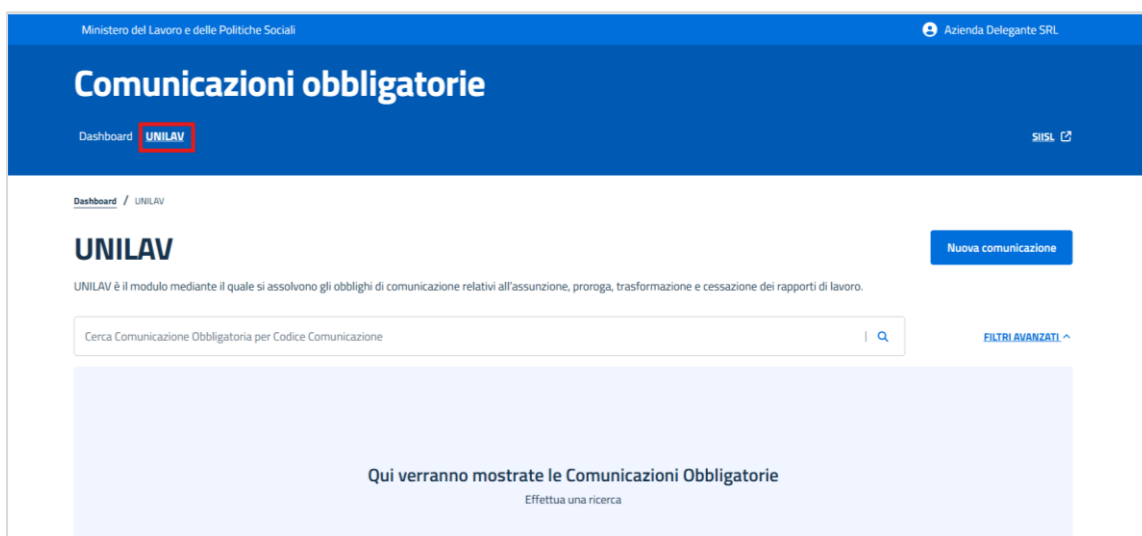 Ministero del Lavoro e delle Politiche Sociali
Azienda Delegante SRL
Comunicazioni obbligatorie
Dashboard UNILAV
SIISL
Dashboard / UNILAV
UNILAV
Nuova comunicazione
UNILAV è il modulo mediante il quale si assolvono gli obblighi di comunicazione relativi all'assunzione, proroga, trasformazione e cessazione dei rapporti di lavoro.
Cerca Comunicazione Obbligatoria per Codice Comunicazione
FILTRI AVANZATI
Qui verranno mostrate le Comunicazioni Obbligatorie
Effettua una ricerca